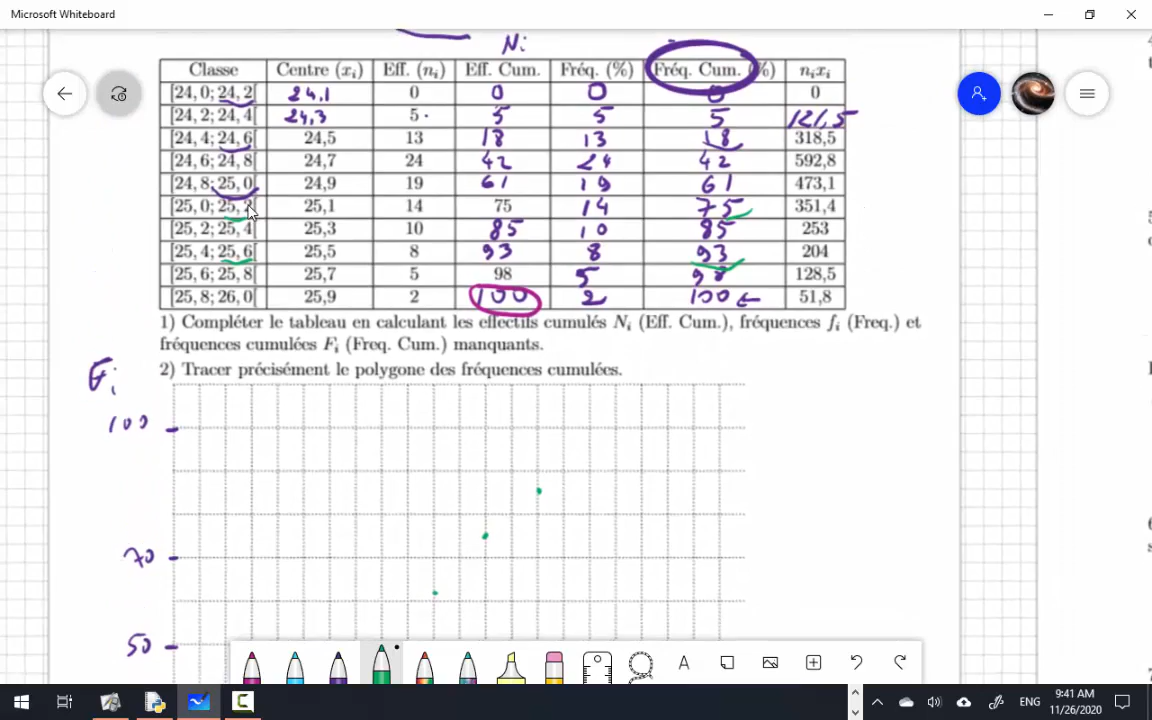 Microsoft Whiteboard
Ni
Classe Centre (xi) Eff. (ni) Eff. Cum. Fréq. (%) Fréq. Cum. (%) nixi
[24, 0; 24, 2[ 24,1 0 0 0 0 0
[24, 2; 24, 4[ 24,3 5 5 5 5 121,5
[24, 4; 24, 6[ 24,5 13 18 13 18 318,5
[24, 6; 24, 8[ 24,7 24 42 24 42 592,8
[24, 8; 25, 0[ 24,9 19 61 19 61 473,1
[25, 0; 25, 2[ 25,1 14 75 14 75 351,4
[25, 2; 25, 4[ 25,3 10 85 10 85 253
[25, 4; 25, 6[ 25,5 8 93 8 93 204
[25, 6; 25, 8[ 25,7 5 98 5 98 128,5
[25, 8; 26, 0[ 25,9 2 100 2 100 51,8
1) Compléter le tableau en calculant les effectifs cumulés Ni (Eff. Cum.), fréquences fi (Freq.) et
fréquences cumulées Fi (Freq. Cum.) manquants.
2) Tracer précisément le polygone des fréquences cumulées.
Fi
100
70
50
A
ENG
9:41 AM
11/26/2020